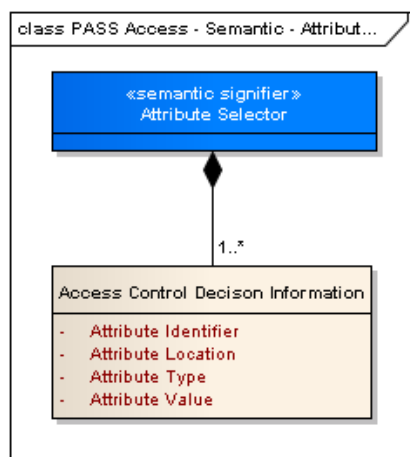 class PASS Access - Semantic - Attribut...
«semantic signifier»
Attribute Selector
1..*
Access Control Decison Information
- Attribute Identifier
- Attribute Location
- Attribute Type
- Attribute Value